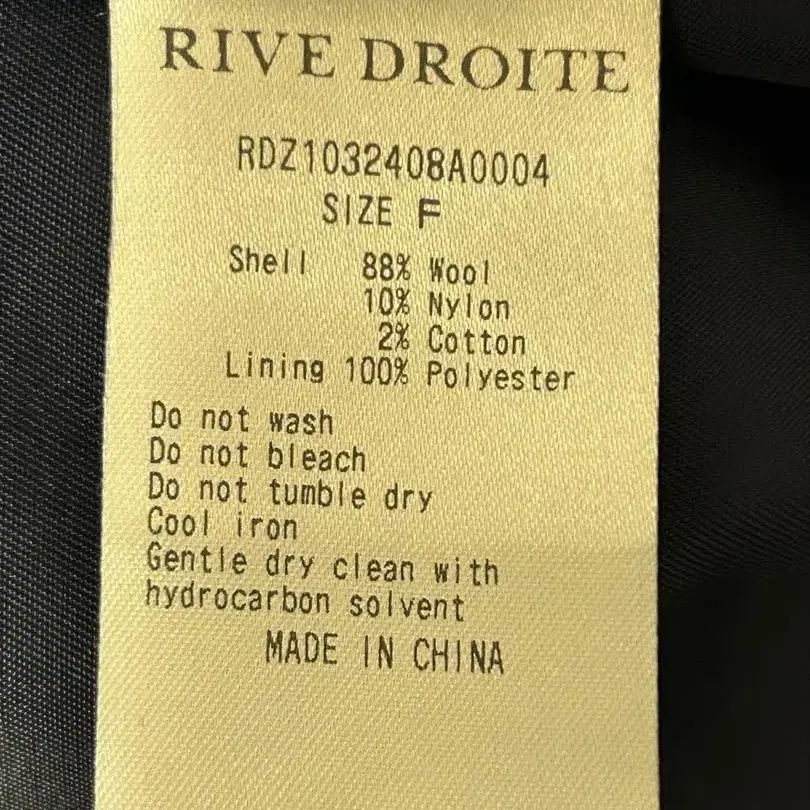 RIVE DROITE
RDZ1032408A0004
SIZE F
Shell 88% Wool
10% Nylon
2% Cotton
Lining 100% Polyester
Do not wash
Do not bleach
Do not tumble dry
Cool iron
Gentle dry clean with
hydrocarbon solvent
MADE IN CHINA